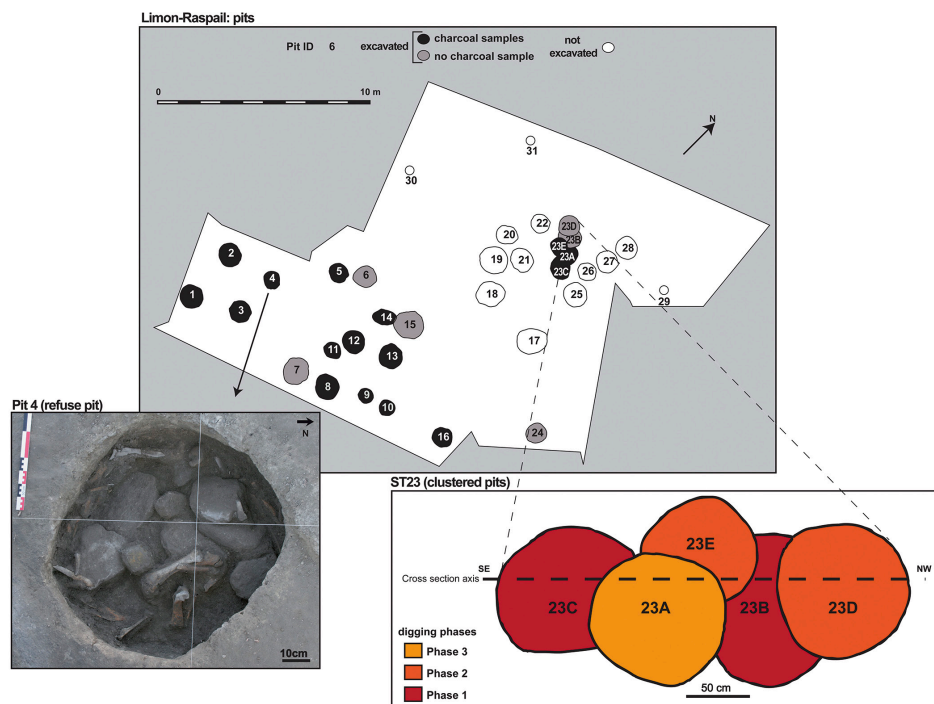 Limon-Raspail: pits
Pit ID 6 excavated charcoal samples
no charcoal sample
not
excavated
0 10 m
N
31
30
22
23D
20
23B
23E
28
2
23A
19
21
27
5
6
23C
26
4
29
1
18
25
3
14
15
12
17
11
13
7
8
9
10
16
24
Pit 4 (refuse pit)
N
10cm
ST23 (clustered pits)
23E
SE
NW
Cross section axis
23C
23A
23B
23D
digging phases
Phase 3
Phase 2
Phase 1
50 cm